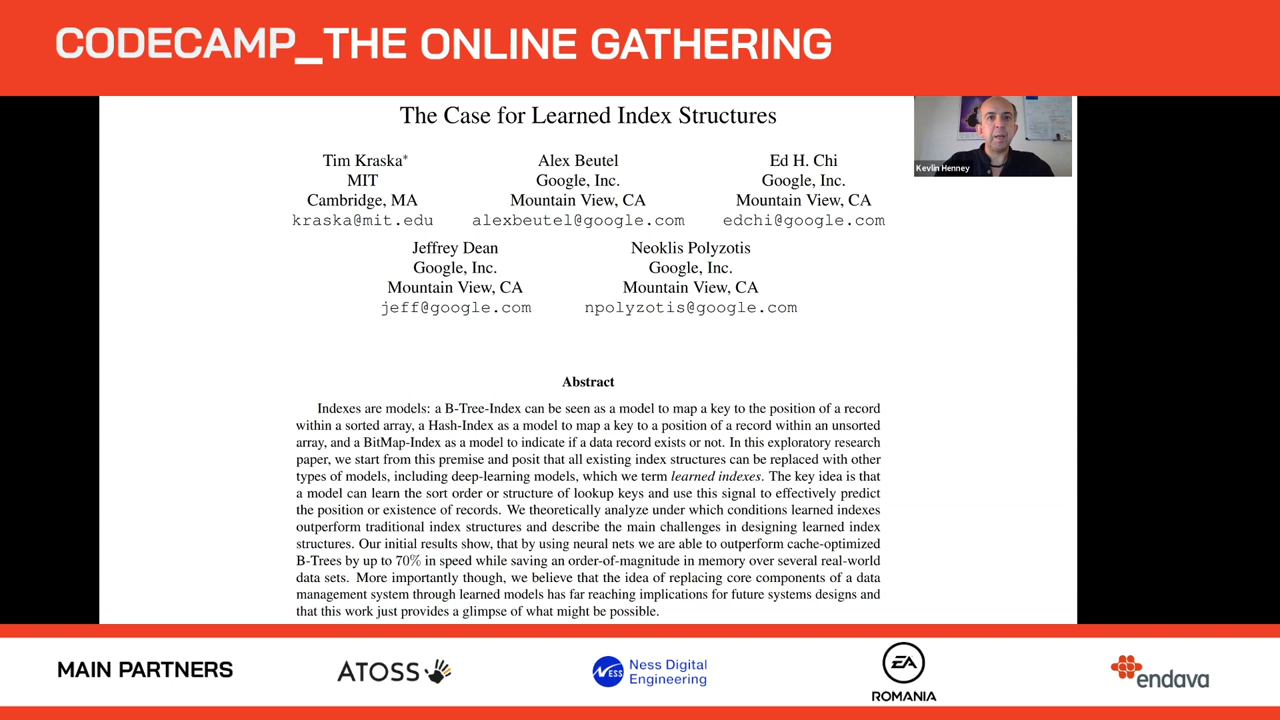 CODECAMP_THE ONLINE GATHERING
The Case for Learned Index Structures
Kevlin Henney
Tim Kraska*
MIT
Cambridge, MA
kraska@mit.edu
Alex Beutel
Google, Inc.
Mountain View, CA
alexbeutel@google.com
Ed H. Chi
Google, Inc.
Mountain View, CA
edchi@google.com
Jeffrey Dean
Google, Inc.
Mountain View, CA
jeff@google.com
Neoklis Polyzotis
Google, Inc.
Mountain View, CA
npolyzotis@google.com
Abstract
Indexes are models: a B-Tree-Index can be seen as a model to map a key to the position of a record
within a sorted array, a Hash-Index as a model to map a key to a position of a record within an unsorted
array, and a BitMap-Index as a model to indicate if a data record exists or not. In this exploratory research
paper, we start from this premise and posit that all existing index structures can be replaced with other
types of models, including deep-learning models, which we term learned indexes. The key idea is that
a model can learn the sort order or structure of lookup keys and use this signal to effectively predict
the position or existence of records. We theoretically analyze under which conditions learned indexes
outperform traditional index structures and describe the main challenges in designing learned index
structures. Our initial results show, that by using neural nets we are able to outperform cache-optimized
B-Trees by up to 70% in speed while saving an order-of-magnitude in memory over several real-world
data sets. More importantly though, we believe that the idea of replacing core components of a data
management system through learned models has far reaching implications for future systems designs and
that this work just provides a glimpse of what might be possible.
MAIN PARTNERS
ATOSS
NESS
Ness Digital
Engineering
EA
ROMANIA
endava